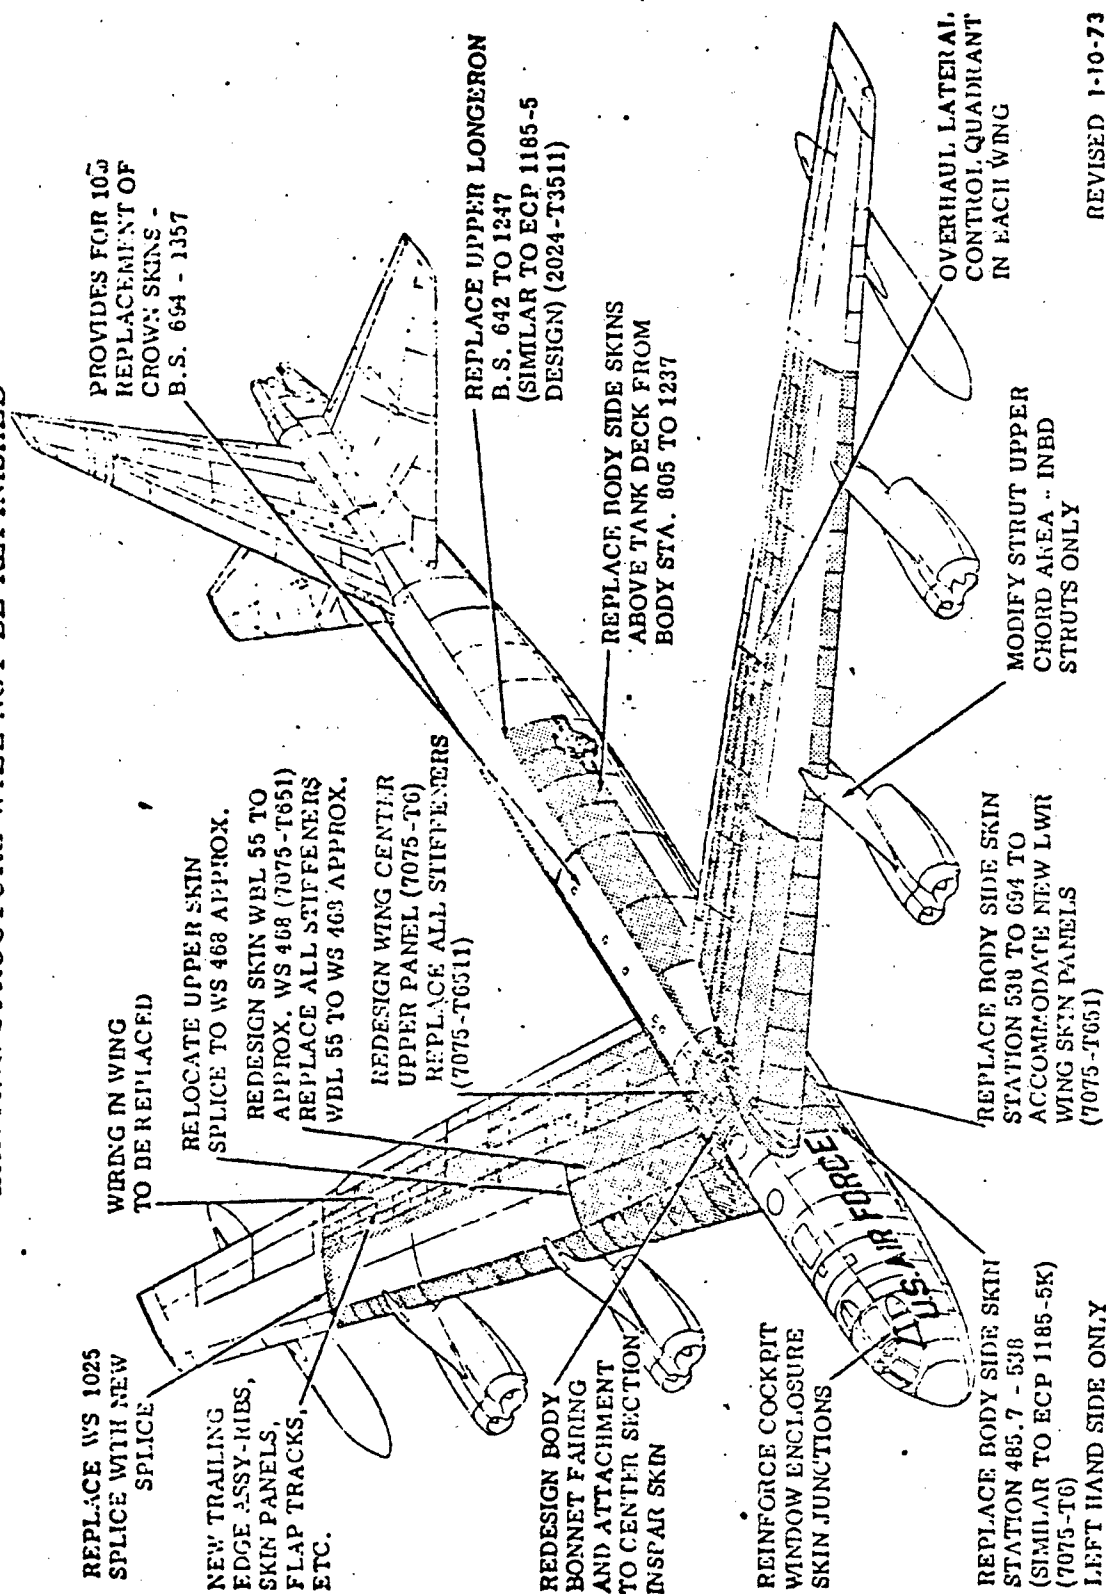 REPLACE WS 1025
SPLICE WITH NEW
SPLICE
NEW TRAILING
EDGE ASSY-RIBS,
SKIN PANELS,
FLAP TRACKS,
ETC.
WIRING IN WING
TO BE REPLACED
RELOCATE UPPER SKIN
SPLICE TO WS 468 APPROX.
REDESIGN SKIN WBL 55 TO
APPROX. WS 468 (7075-T651)
REPLACE ALL STIFFENERS
WBL 55 TO WS 468 APPROX.
REDESIGN WING CENTER
UPPER PANEL (7075-T6)
REPLACE ALL STIFFENERS
(7075-T6511)
PROVIDES FOR
REPLACEMENT OF
CROWN SKINS -
B.S. 694 - 1357
REPLACE UPPER LONGERON
B.S. 642 TO 1247
(SIMILAR TO ECP 1185-5
DESIGN) (2024-T3511)
REPLACE BODY SIDE SKINS
ABOVE TANK DECK FROM
BODY STA. 805 TO 1237
REDESIGN BODY
BONNET FAIRING
AND ATTACHMENT
TO CENTER SECTION
INSPAR SKIN
REINFORCE COCKPIT
WINDOW ENCLOSURE
SKIN JUNCTIONS
U.S. AIR FORCE
REPLACE BODY SIDE SKIN
STATION 485.7 - 538
(SIMILAR TO ECP 1185-5K)
(7075-T6)
LEFT HAND SIDE ONLY
REPLACE BODY SIDE SKIN
STATION 538 TO 694 TO
ACCOMMODATE NEW LWR
WING SKIN PANELS
(7075-T651)
MODIFY STRUT UPPER
CHORD AREA - INBD
STRUTS ONLY
OVERHAUL LATERAL
CONTROL QUADRANT
IN EACH WING
REVISED 1-10-73